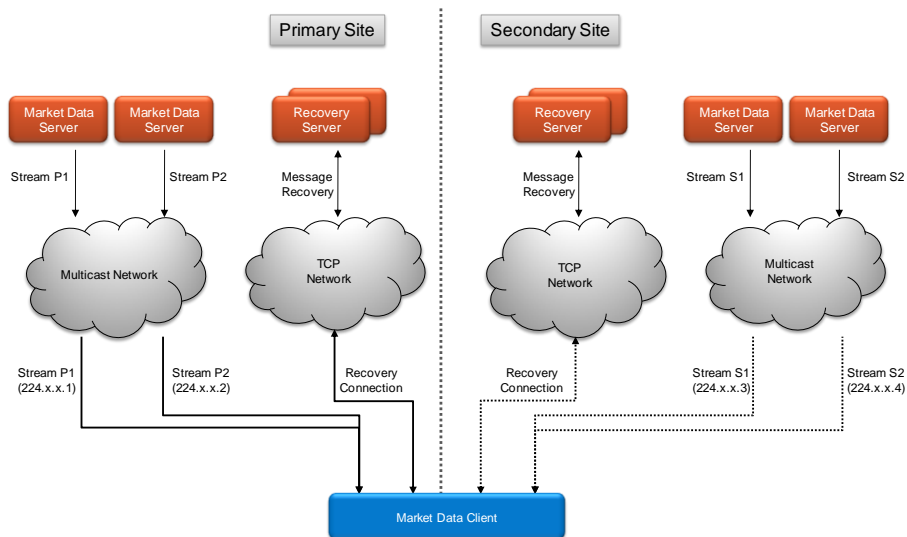 Primary Site
Secondary Site
Market Data
Server
Market Data
Server
Recovery
Server
Recovery
Server
Market Data
Server
Market Data
Server
Stream P1
Stream P2
Message
Recovery
Message
Recovery
Stream S1
Stream S2
Multicast Network
TCP
Network
TCP
Network
Multicast
Network
Stream P1
(224.x.x.1)
Stream P2
(224.x.x.2)
Recovery
Connection
Recovery
Connection
Stream S1
(224.x.x.3)
Stream S2
(224.x.x.4)
Market Data Client